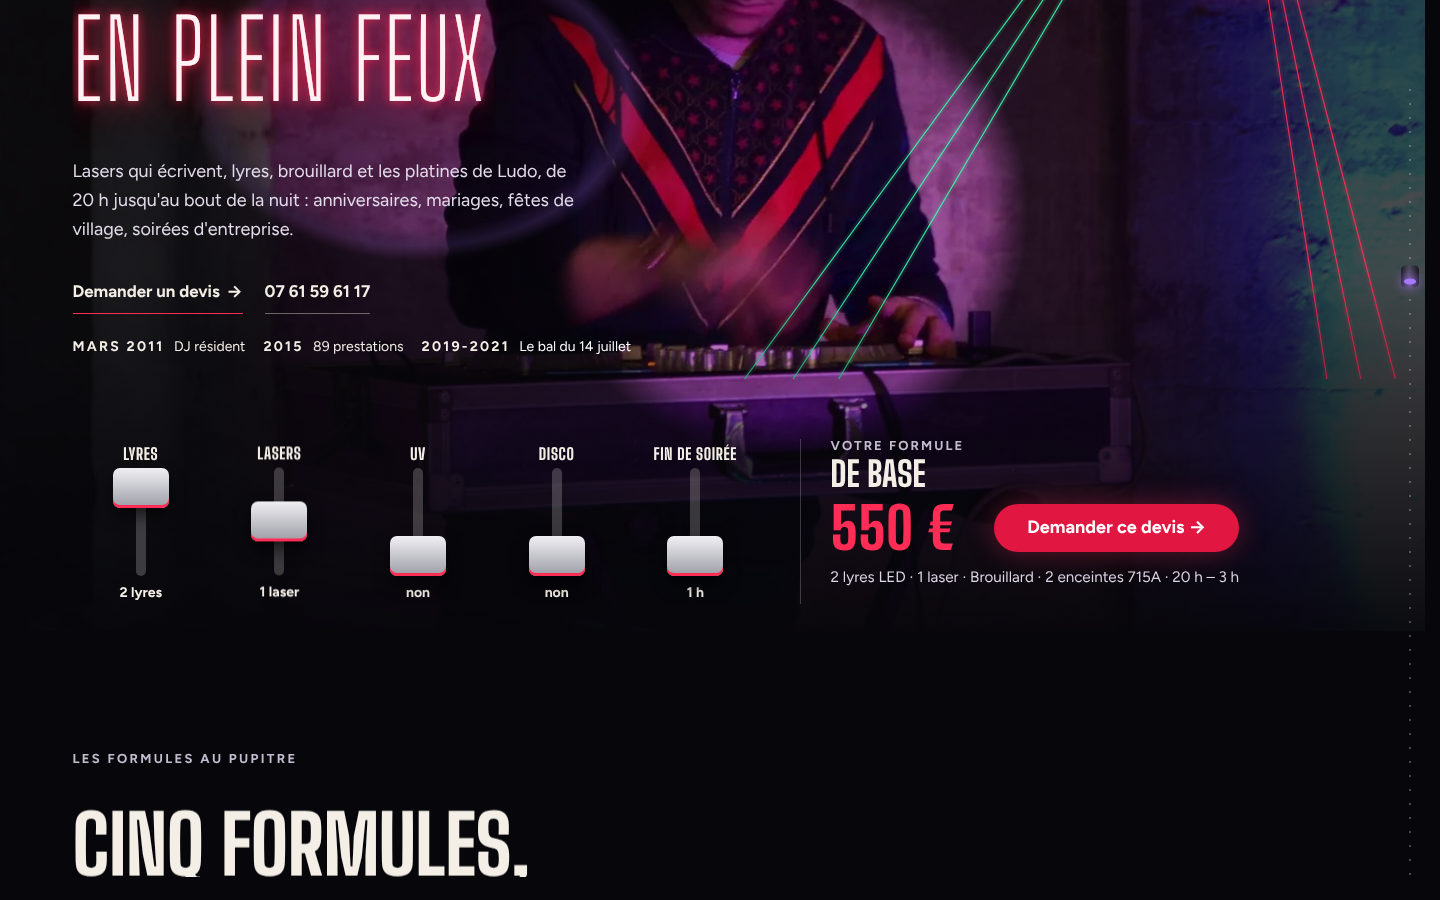 EN PLEIN FEUX
Lasers qui écrivent, lyres, brouillard et les platines de Ludo, de
20 h jusqu'au bout de la nuit : anniversaires, mariages, fêtes de
village, soirées d'entreprise.
Demander un devis →
07 61 59 61 17
MARS 2011 DJ résident 2015 89 prestations 2019-2021 Le bal du 14 juillet
LYRES
2 lyres
LASERS
1 laser
UV
non
DISCO
non
FIN DE SOIRÉE
1 h
VOTRE FORMULE
DE BASE
550 €
Demander ce devis →
2 lyres LED · 1 laser · Brouillard · 2 enceintes 715A · 20 h – 3 h
LES FORMULES AU PUPITRE
CINQ FORMULES.